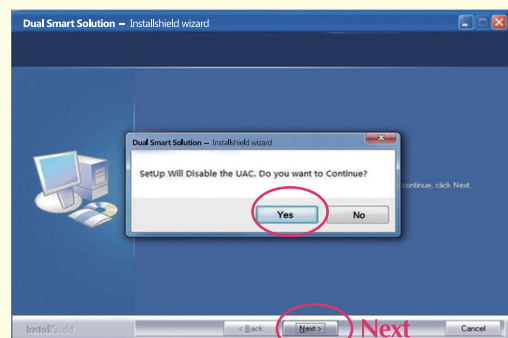 Dual Smart Solution – Installshield wizard
Dual Smart Solution – Installshield wizard
SetUp Will Disable the UAC. Do you want to Continue?
continue, click Next.
Yes
No
InstallShield
< Back
Next >
Next
Cancel